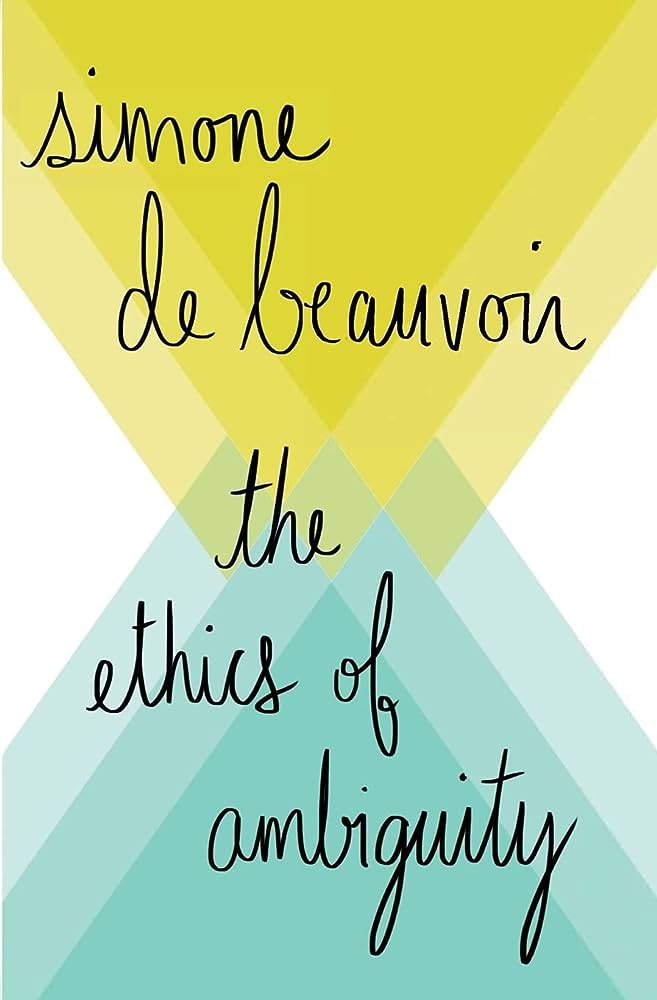 simone
de beauvoir
the
ethics of
ambiguity